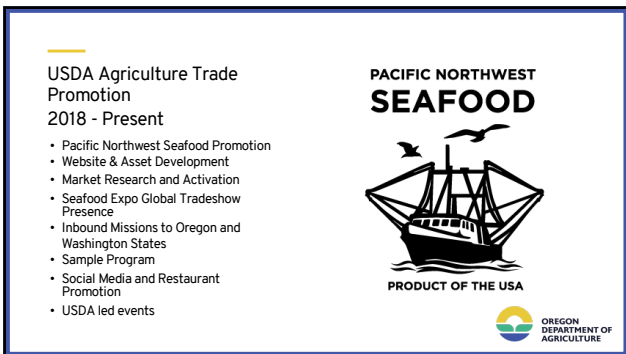 USDA Agriculture Trade
Promotion
2018 - Present
• Pacific Northwest Seafood Promotion
• Website & Asset Development
• Market Research and Activation
• Seafood Expo Global Tradeshow
Presence
• Inbound Missions to Oregon and
Washington States
• Sample Program
• Social Media and Restaurant
Promotion
• USDA led events
PACIFIC NORTHWEST
SEAFOOD
PRODUCT OF THE USA
OREGON
DEPARTMENT OF
AGRICULTURE